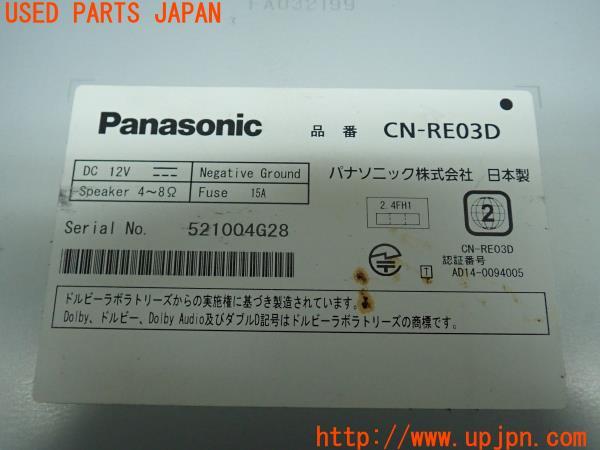 USED PARTS JAPAN
FA032199
Panasonic 品番 CN-RE03D
DC 12V Negative Ground
Speaker 4～8Ω Fuse 15A
パナソニック株式会社 日本製
2.4FH1
2
Serial No. 521004G28
CN-RE03D
認証番号
T AD14-0094005
ドルビーラボラトリーズからの実施権に基づき製造されています。
Dolby、ドルビー、Dolby Audio及びダブルD記号はドルビーラボラトリーズの商標です。
UPJ http://www.upjpn.com